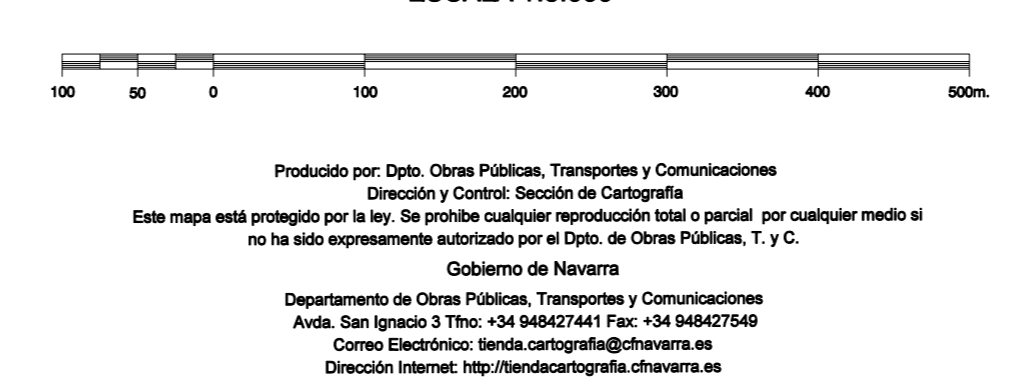 100 50 0 100 200 300 400 500m.
Producido por: Dpto. Obras Públicas, Transportes y Comunicaciones
Dirección y Control: Sección de Cartografía
Este mapa está protegido por la ley. Se prohibe cualquier reproducción total o parcial por cualquier medio si
no ha sido expresamente autorizado por el Dpto. de Obras Públicas, T. y C.
Gobierno de Navarra
Departamento de Obras Públicas, Transportes y Comunicaciones
Avda. San Ignacio 3 Tfno: +34 948427441 Fax: +34 948427549
Correo Electrónico: tienda.cartografia@cfnavarra.es
Dirección Internet: http://tiendacartografia.cfnavarra.es